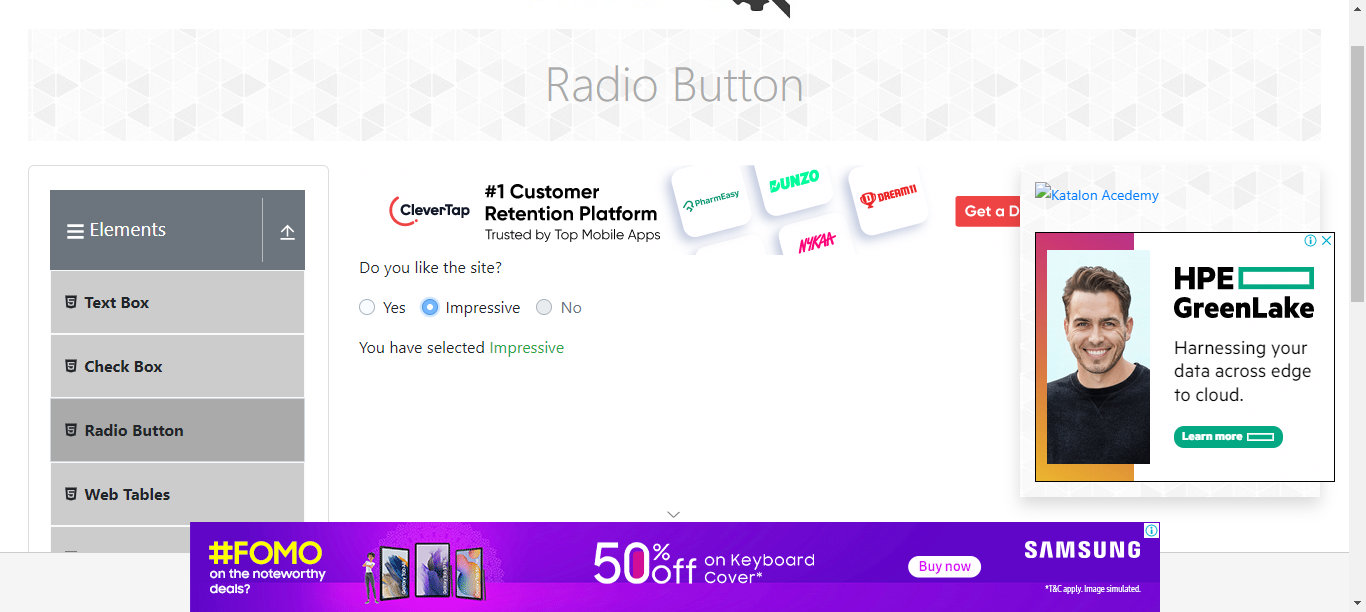 Radio Button
Elements
Text Box
Check Box
Radio Button
Web Tables
CleverTap
#1 Customer
Retention Platform
Trusted by Top Mobile Apps
PharmEasy
DUNZO
DREAM11
NYKAA
Get a D
Do you like the site?
Yes Impressive No
You have selected Impressive
Katalon Acedemy
HPE
GreenLake
Harnessing your
data across edge
to cloud.
Learn more
#FOMO
on the noteworthy
deals?
Galaxy Tab
50% off
on Keyboard
Cover*
Buy now
SAMSUNG
*T&C apply. Image simulated.